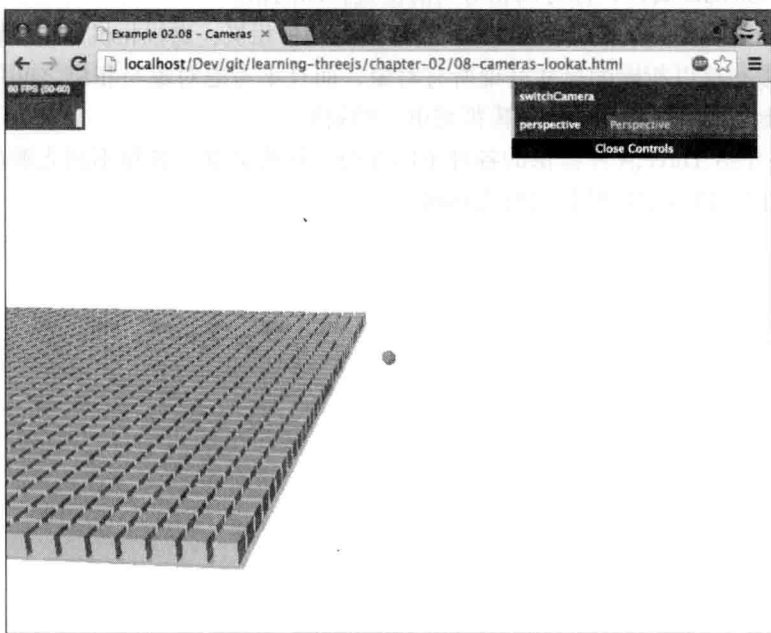 Example 02.08 - Cameras
localhost/Dev/git/learning-threejs/chapter-02/08-cameras-lookat.html
60 FPS (50-60)
switchCamera
perspective Perspective
Close Controls